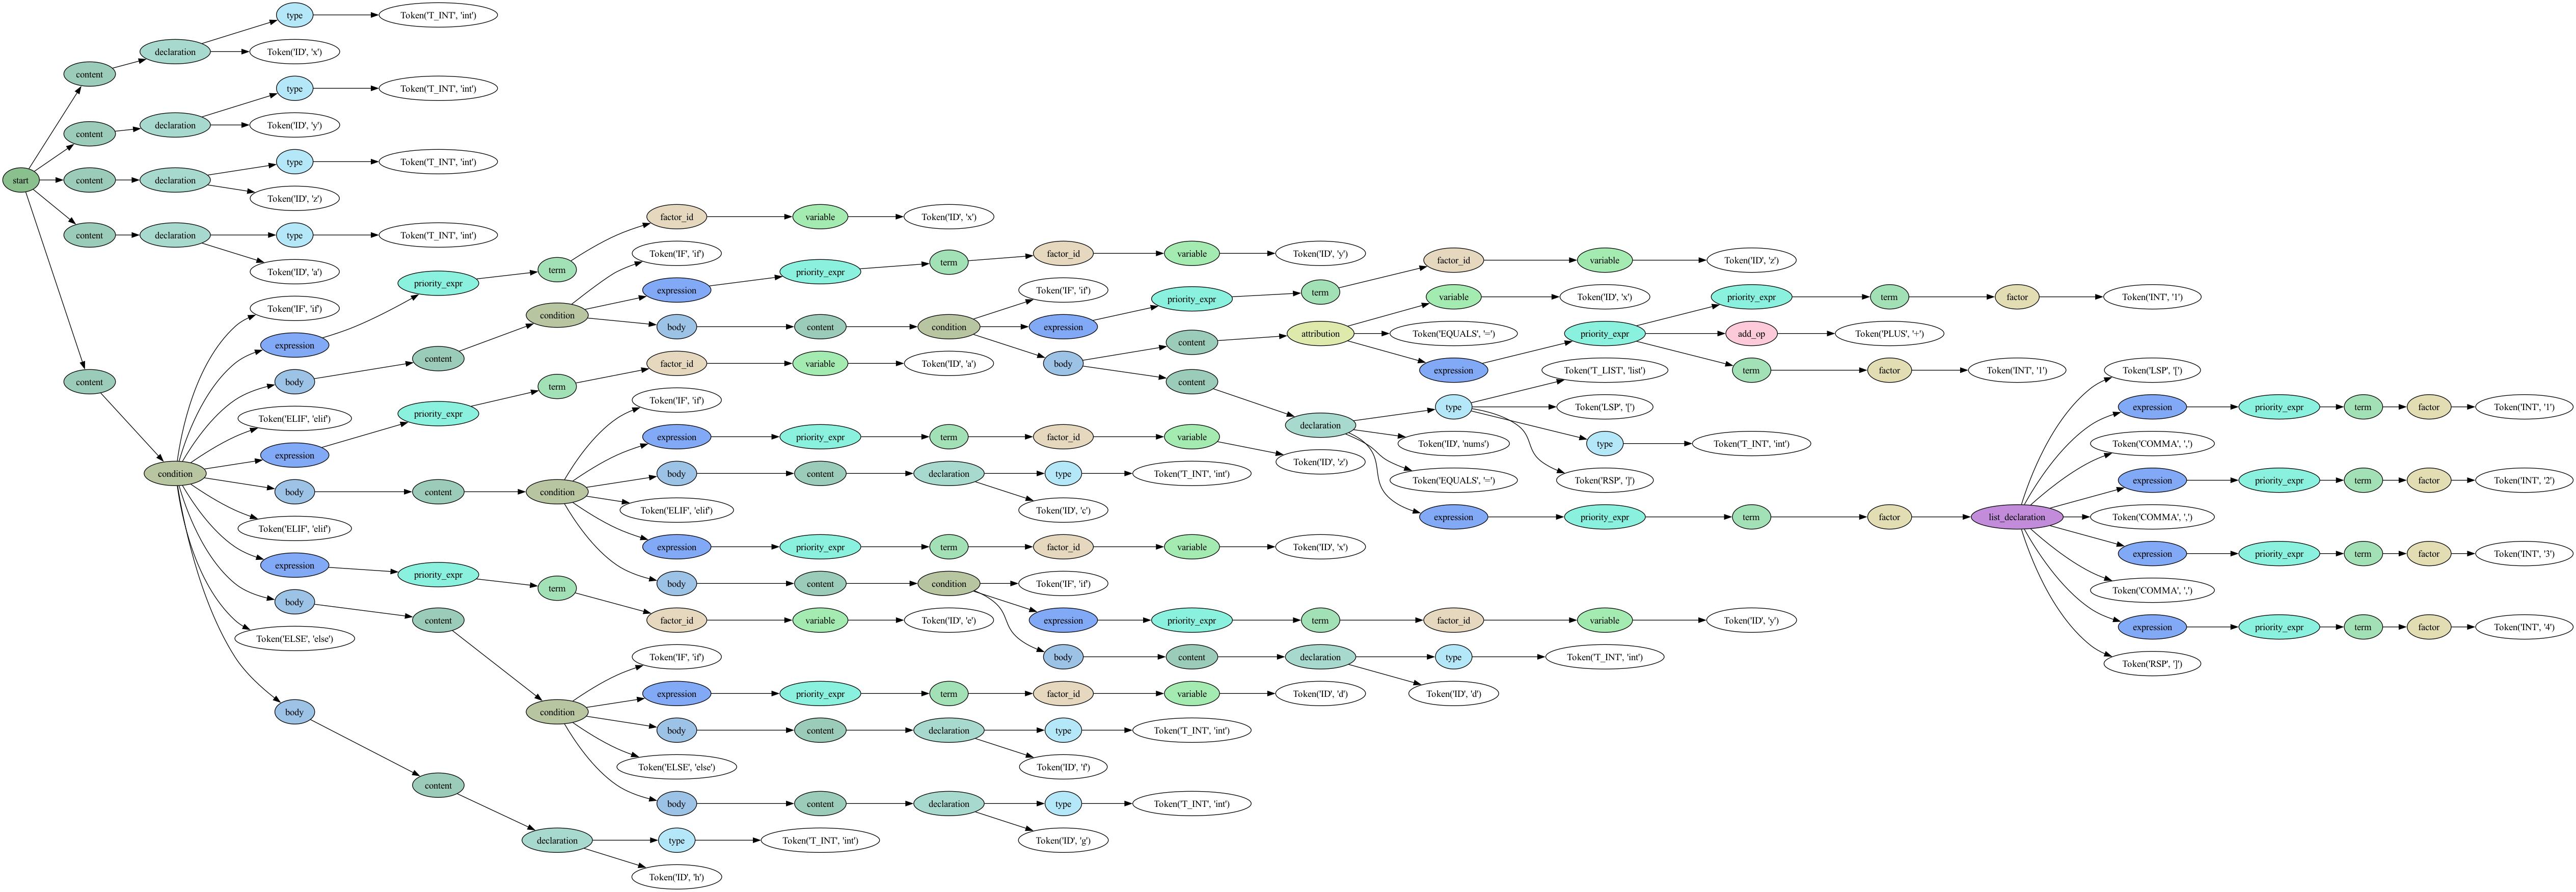 type
Token('T_INT', 'int')
declaration
Token('ID', 'x')
content
type
Token('T_INT', 'int')
content
declaration
Token('ID', 'y')
type
Token('T_INT', 'int')
start
content
declaration
Token('ID', 'z')
content
declaration
type
Token('T_INT', 'int')
Token('ID', 'a')
factor_id
variable
Token('ID', 'x')
Token('IF', 'if')
factor_id
variable
Token('ID', 'y')
priority_expr
term
expression
priority_expr
term
Token('IF', 'if')
factor_id
variable
Token('ID', 'z')
priority_expr
term
variable
Token('ID', 'x')
priority_expr
term
factor
Token('INT', '1')
Token('IF', 'if')
condition
body
content
condition
expression
attribution
Token('EQUALS', '=')
priority_expr
add_op
Token('PLUS', '+')
expression
content
body
content
expression
term
factor
Token('INT', '1')
content
body
content
priority_expr
term
factor_id
variable
Token('ID', 'a')
content
Token('T_LIST', 'list')
Token('LSP', '[')
Token('IF', 'if')
type
Token('LSP', '[')
expression
priority_expr
term
factor
Token('INT', '1')
Token('ELIF', 'elif')
declaration
Token('ID', 'nums')
type
Token('T_INT', 'int')
Token('COMMA', ',')
expression
expression
priority_expr
term
factor_id
variable
Token('ID', 'z')
condition
body
content
declaration
type
Token('T_INT', 'int')
Token('EQUALS', '=')
Token('RSP', ']')
expression
priority_expr
term
factor
Token('INT', '2')
body
content
condition
Token('ELIF', 'elif')
Token('ID', 'c')
expression
priority_expr
term
factor
list_declaration
Token('COMMA', ',')
Token('ELIF', 'elif')
expression
priority_expr
term
factor_id
variable
Token('ID', 'x')
expression
priority_expr
term
factor
Token('INT', '3')
expression
priority_expr
term
body
content
condition
Token('IF', 'if')
Token('COMMA', ',')
body
content
factor_id
variable
Token('ID', 'e')
expression
priority_expr
term
factor_id
variable
Token('ID', 'y')
expression
priority_expr
term
factor
Token('INT', '4')
Token('ELSE', 'else')
Token('IF', 'if')
body
content
declaration
type
Token('T_INT', 'int')
Token('RSP', ']')
expression
priority_expr
term
factor_id
variable
Token('ID', 'd')
Token('ID', 'd')
body
condition
body
content
declaration
type
Token('T_INT', 'int')
Token('ELSE', 'else')
Token('ID', 'f')
content
body
content
declaration
type
Token('T_INT', 'int')
declaration
type
Token('T_INT', 'int')
Token('ID', 'g')
Token('ID', 'h')